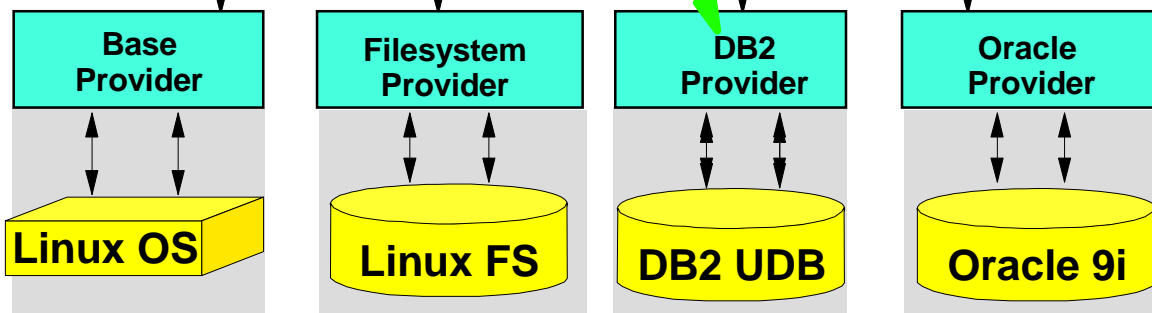 Base
Provider
Filesystem
Provider
DB2
Provider
Oracle
Provider
Linux OS
Linux FS
DB2 UDB
Oracle 9i